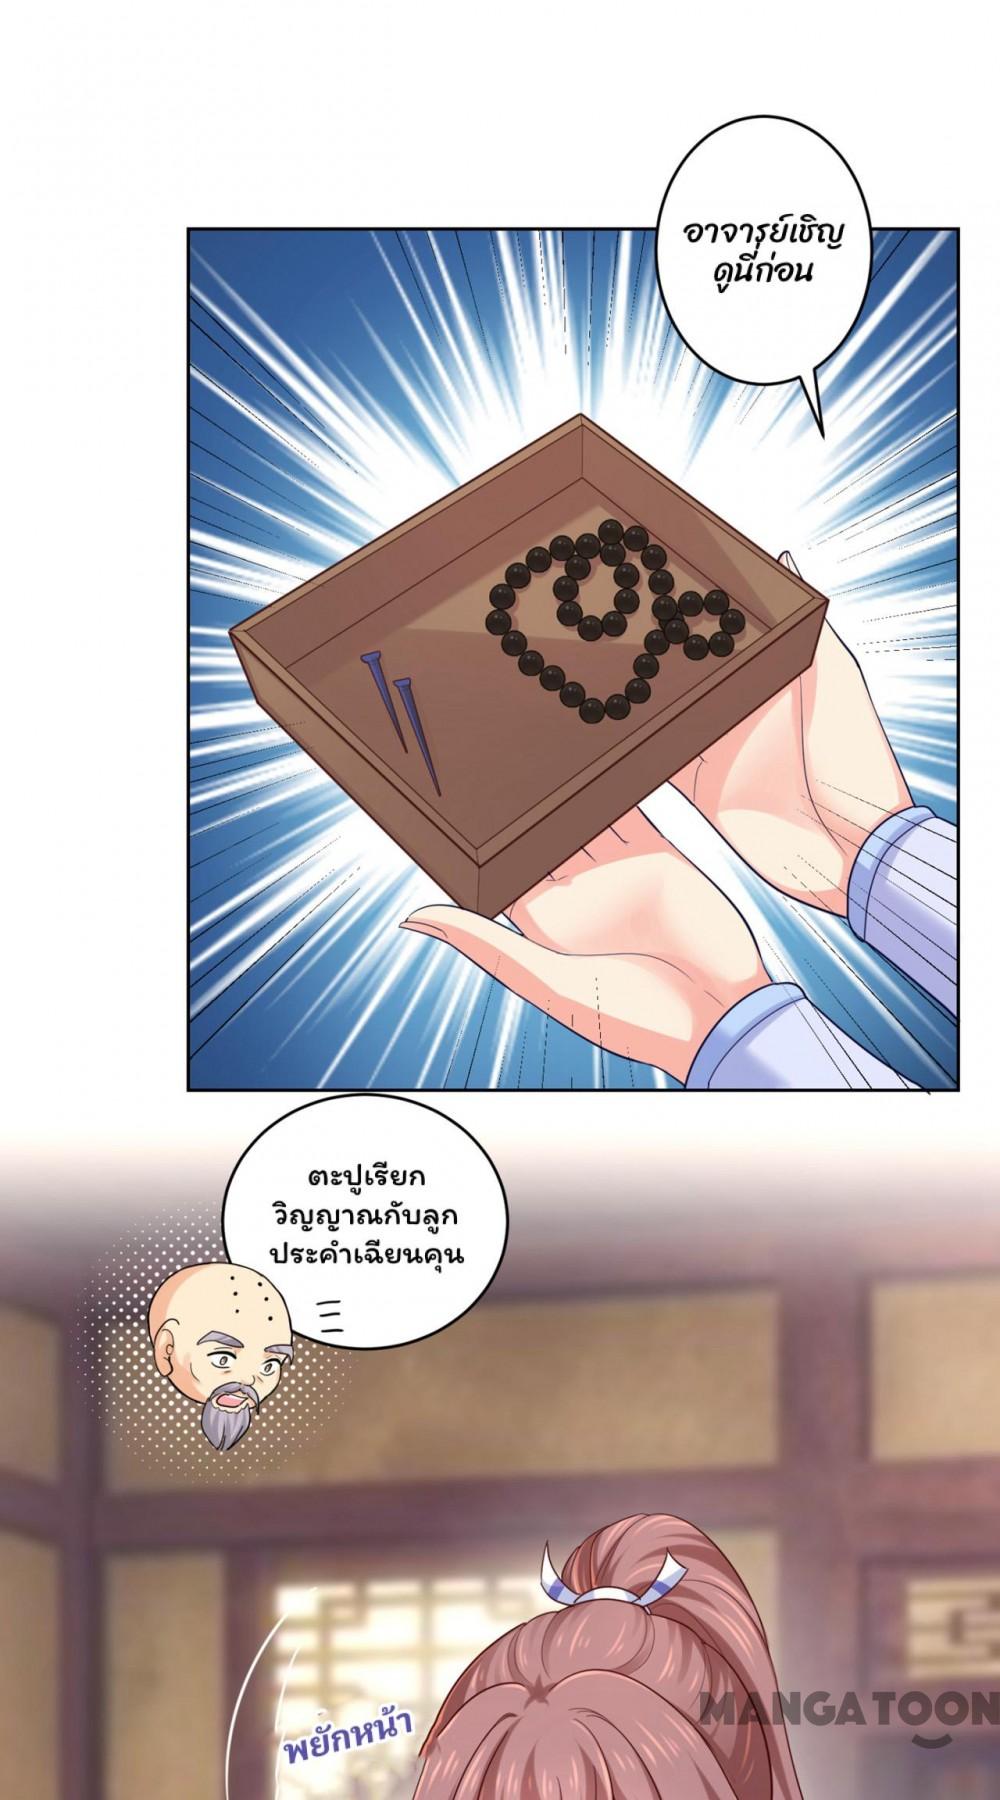 อาจารย์เชิญ
ดูนี่ก่อน
ตะปูเรียก
วิญญาณกับลูก
ประคำเฉียนคุน
พยักหน้า
MANGATOON